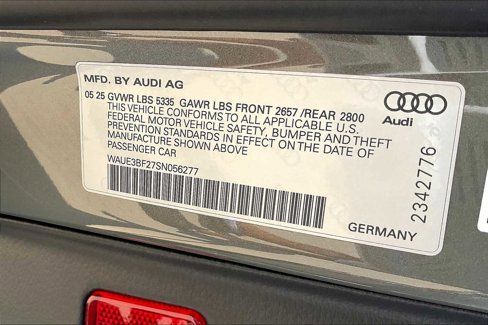 MFD. BY AUDI AG
05 25 GVWR LBS 5335 GAWR LBS FRONT 2657 /REAR 2800
THIS VEHICLE CONFORMS TO ALL APPLICABLE U.S.
FEDERAL MOTOR VEHICLE SAFETY, BUMPER AND THEFT
PREVENTION STANDARDS IN EFFECT ON THE DATE OF
MANUFACTURE SHOWN ABOVE
PASSENGER CAR
WAUE3BF27SN056277
Audi
2342776
GERMANY